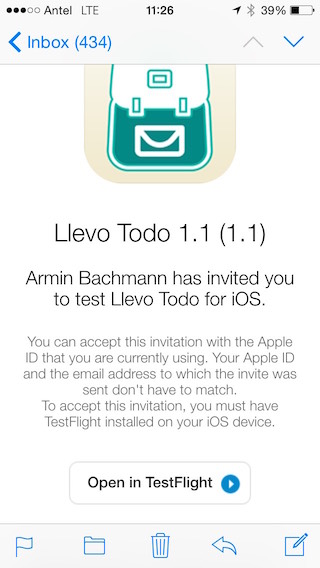 Antel LTE 11:26 39%
Inbox (434)
Llevo Todo 1.1 (1.1)
Armin Bachmann has invited you
to test Llevo Todo for iOS.
You can accept this invitation with the Apple
ID that you are currently using. Your Apple ID
and the email address to which the invite was
sent don't have to match.
To accept this invitation, you must have
TestFlight installed on your iOS device.
Open in TestFlight